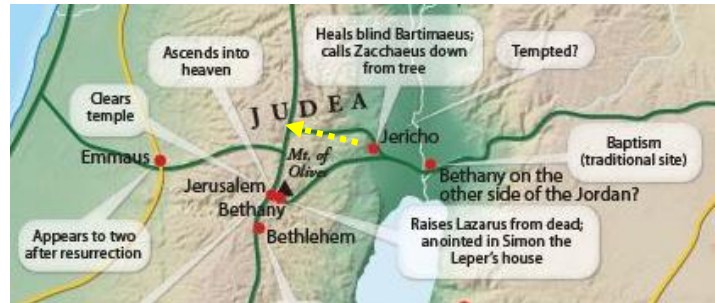 Heals blind Bartimaeus;
calls Zacchaeus down
from tree
Ascends into
heaven
Tempted?
Clears
temple
JUDEA
Jericho
Baptism
(traditional site)
Emmaus
Mt. of
Olives
Bethany on the
other side of the Jordan?
Jerusalem
Bethany
Bethlehem
Raises Lazarus from dead;
anointed in Simon the
Leper's house
Appears to two
after resurrection